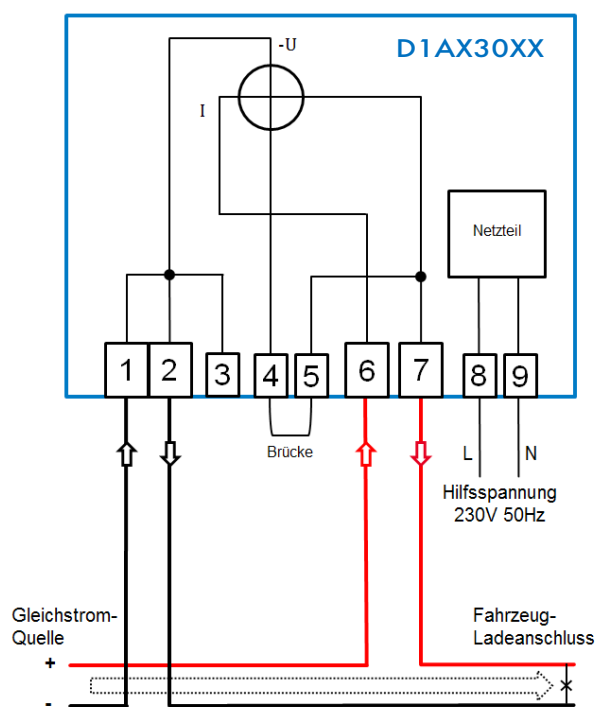 -U
D1AX30XX
I
Netzteil
1 2 3 4 5 6 7 8 9
Brücke
L N
Hilfsspannung
230V 50Hz
Gleichstrom-
Quelle
Fahrzeug-
Ladeanschluss
+
-